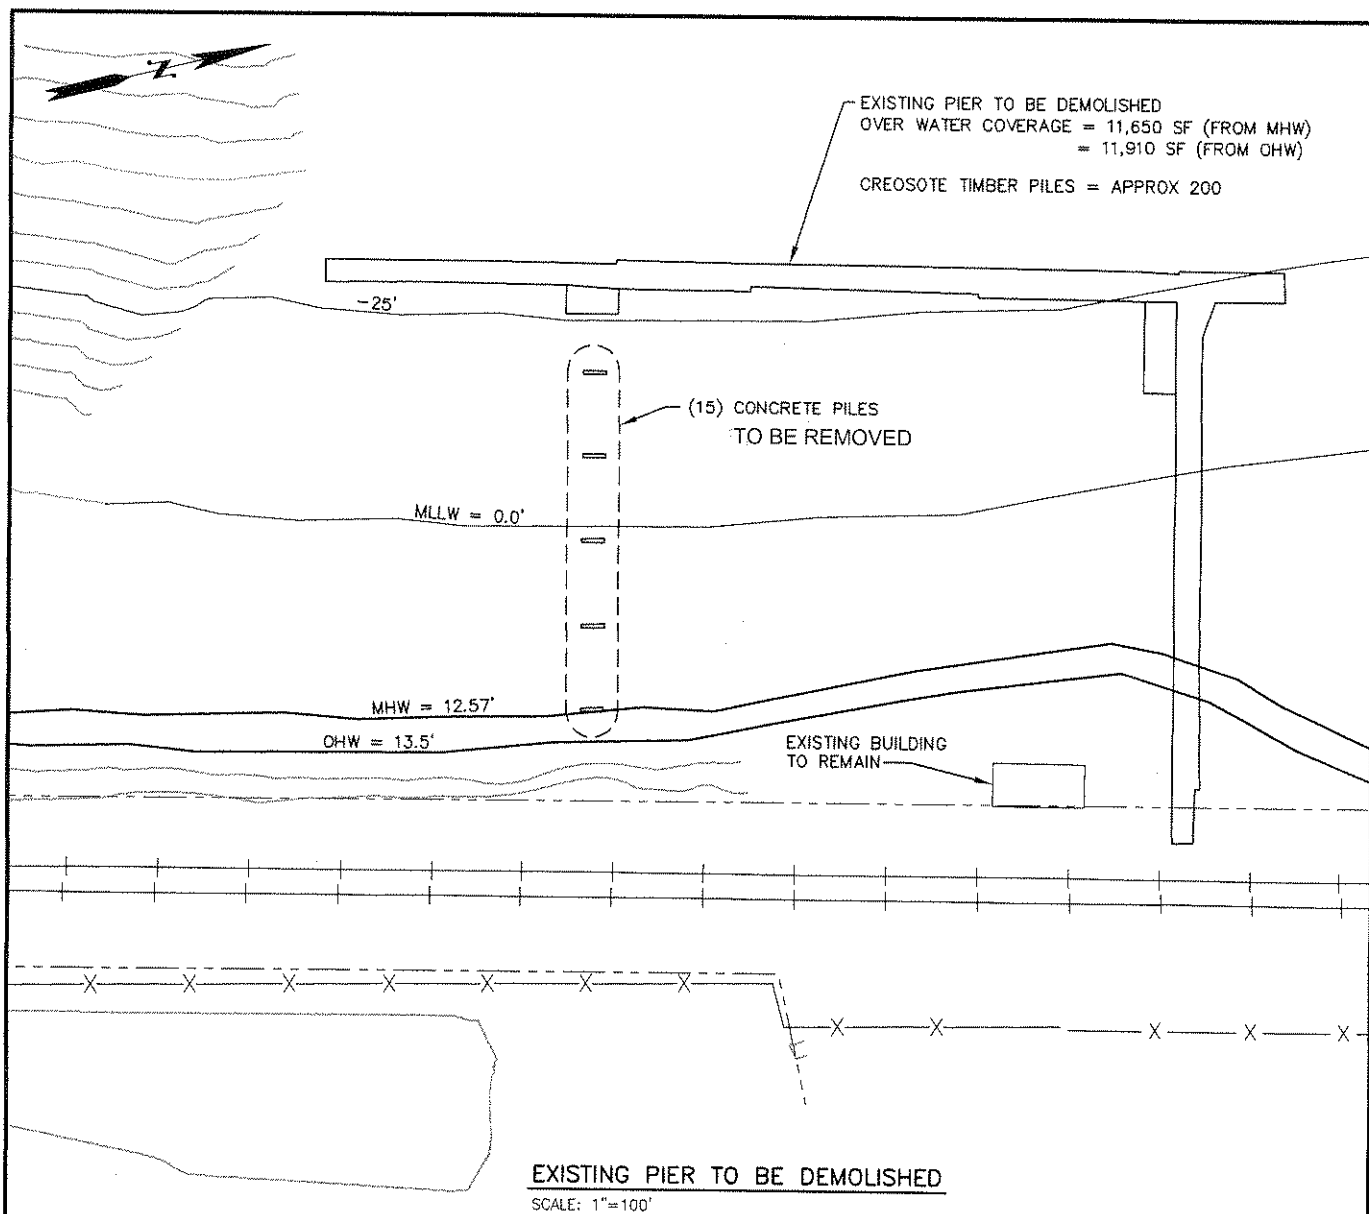 N
EXISTING PIER TO BE DEMOLISHED
OVER WATER COVERAGE = 11,650 SF (FROM MHW)
= 11,910 SF (FROM OHW)
CREOSOTE TIMBER PILES = APPROX 200
-25'
(15) CONCRETE PILES
TO BE REMOVED
MLLW = 0.0'
MHW = 12.57'
OHW = 13.5'
EXISTING BUILDING
TO REMAIN
X X X X X X X
X X X X X
EXISTING PIER TO BE DEMOLISHED
SCALE: 1"=100'